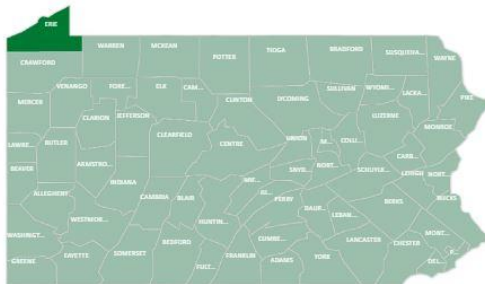 ERIE
WARREN
MCKEAN
POTTER
TIOGA
BRADFORD
SUSQUEHA...
WAYNE
CRAWFORD
VENANGO
FORE...
ELK
CAM...
SULLIVAN
WYOMI...
LACKA...
PIKE
MERCER
CLARION
JEFFERSON
CLINTON
LYCOMING
LUZERNE
MONROE
LAWRE...
BUTLER
CLEARFIELD
CENTRE
UNION
COLU...
CARB...
BEAVER
ARMSTRO...
INDIANA
SNYD...
NORT...
SCHUYLK...
LEHIGH
NORT...
ALLEGHENY
CAMBRIA
BLAIR
PERRY
DAUP...
LEBAN...
BERKS
BUCKS
WESTMOR...
HUNTIN...
WASHINGT...
CUMBE...
LANCASTER
CHESTER
MONT...
GREENE
FAYETTE
SOMERSET
BEDFORD
FULT...
FRANKLIN
ADAMS
YORK
DEL...
P...